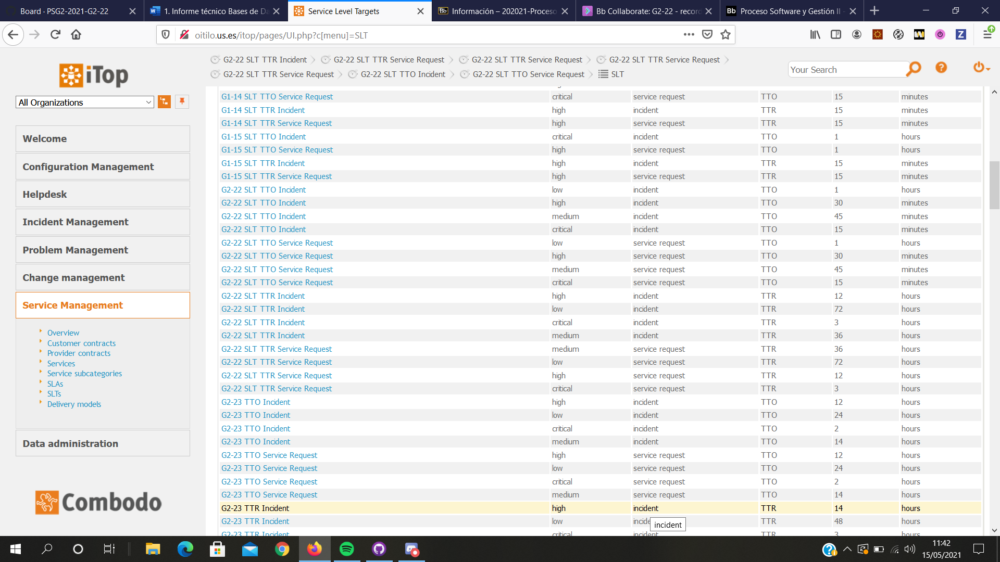 Board · PSG2-2021-G2-22
1. Informe técnico Bases de Da
Service Level Targets
Bb Información – 202021-Proceso
Bb Collaborate: G2-22 - record
Bb Proceso Software y Gestión II -
oitilo.us.es/itop/pages/UI.php?c[menu]=SLT
G2-22 SLT TTR Incident
G2-22 SLT TTR Service Request
G2-22 SLT TTR Service Request
G2-22 SLT TTR Service Request
G2-22 SLT TTR Service Request
G2-22 SLT TTO Incident
G2-22 SLT TTO Service Request
SLT
Your Search
iTop
All Organizations
Welcome
Configuration Management
Helpdesk
Incident Management
Problem Management
Change management
Service Management
Overview
Customer contracts
Provider contracts
Services
Service subcategories
SLAs
SLTs
Delivery models
Data administration
Combodo
G1-14 SLT TTO Service Request critical service request TTO 15 minutes
G1-14 SLT TTR Incident high incident TTR 15 minutes
G1-14 SLT TTR Service Request high service request TTR 15 minutes
G1-15 SLT TTO Incident critical incident TTO 1 hours
G1-15 SLT TTO Service Request high service request TTO 1 hours
G1-15 SLT TTR Incident high incident TTR 15 minutes
G1-15 SLT TTR Service Request high service request TTR 15 minutes
G2-22 SLT TTO Incident low incident TTO 1 hours
G2-22 SLT TTO Incident high incident TTO 30 minutes
G2-22 SLT TTO Incident medium incident TTO 45 minutes
G2-22 SLT TTO Incident critical incident TTO 15 minutes
G2-22 SLT TTO Service Request low service request TTO 1 hours
G2-22 SLT TTO Service Request high service request TTO 30 minutes
G2-22 SLT TTO Service Request medium service request TTO 45 minutes
G2-22 SLT TTO Service Request critical service request TTO 15 minutes
G2-22 SLT TTR Incident high incident TTR 12 hours
G2-22 SLT TTR Incident low incident TTR 72 hours
G2-22 SLT TTR Incident critical incident TTR 3 hours
G2-22 SLT TTR Incident medium incident TTR 36 hours
G2-22 SLT TTR Service Request medium service request TTR 36 hours
G2-22 SLT TTR Service Request low service request TTR 72 hours
G2-22 SLT TTR Service Request high service request TTR 12 hours
G2-22 SLT TTR Service Request critical service request TTR 3 hours
G2-23 TTO Incident high incident TTO 12 hours
G2-23 TTO Incident low incident TTO 24 hours
G2-23 TTO Incident critical incident TTO 2 hours
G2-23 TTO Incident medium incident TTO 14 hours
G2-23 TTO Service Request high service request TTO 12 hours
G2-23 TTO Service Request low service request TTO 24 hours
G2-23 TTO Service Request critical service request TTO 2 hours
G2-23 TTO Service Request medium service request TTO 14 hours
G2-23 TTR Incident high incident TTR 14 hours
G2-23 TTR Incident low incide TTR 48 hours
incident
G2-23 TTR Incident critical incident TTR 3 hours
11:42
15/05/2021